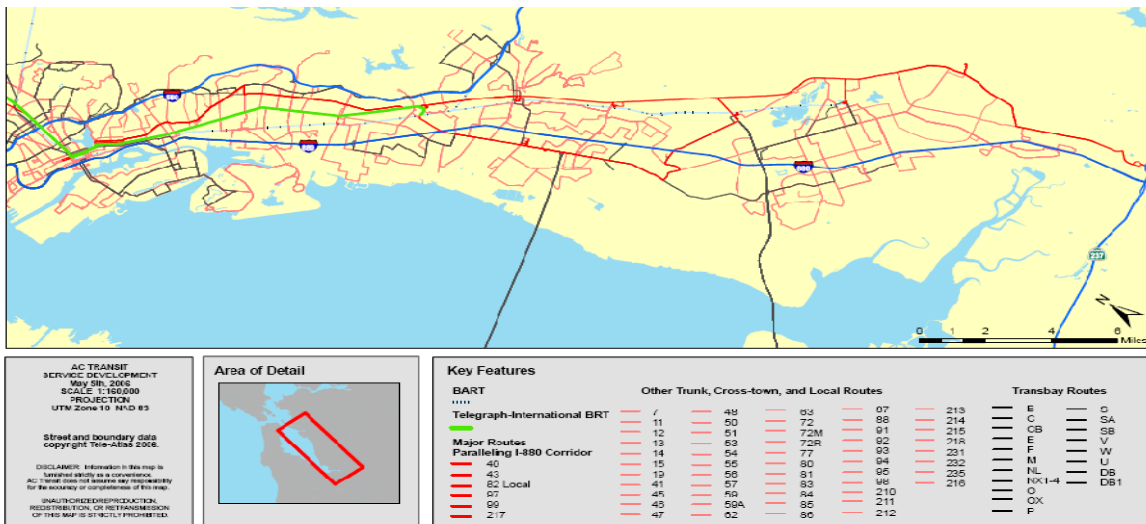 237
N
0 1 2 4 6
Miles
AC TRANSIT
SERVICE DEVELOPMENT
May 5th, 2006
SCALE 1:160,000
PROJECTION
UTM Zone 10 NAD 83
Street and boundary data
copyright Tele-Atlas 2006.
DISCLAIMER: Information in this map is
furnished strictly as a convenience.
AC Transit does not assume any responsibility
for the accuracy or completeness of this map.
UNAUTHORIZED REPRODUCTION,
REDISTRIBUTION, OR RETRANSMISSION
OF THIS MAP IS STRICTLY PROHIBITED.
Area of Detail
Key Features
BART
Telegraph-International BRT
Major Routes
Paralleling I-880 Corridor
40
43
82 Local
97
99
217
Other Trunk, Cross-town, and Local Routes
7
11
12
13
14
15
19
41
45
47
48
50
51
53
54
55
56
57
59
59A
62
63
72
72M
72R
77
80
81
83
84
85
86
88
91
92
93
94
95
98
210
211
212
213
214
215
218
231
232
235
216
Transbay Routes
C
CB
E
F
M
NL
NX1-4
O
OX
P
S
SA
SB
V
W
U
DB
DB1